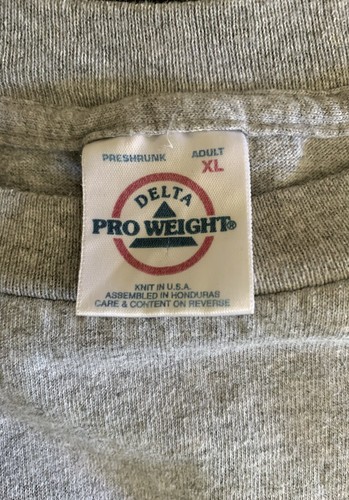 PRESHRUNK ADULT
XL
DELTA
PRO WEIGHT®
KNIT IN U.S.A.
ASSEMBLED IN HONDURAS
CARE & CONTENT ON REVERSE